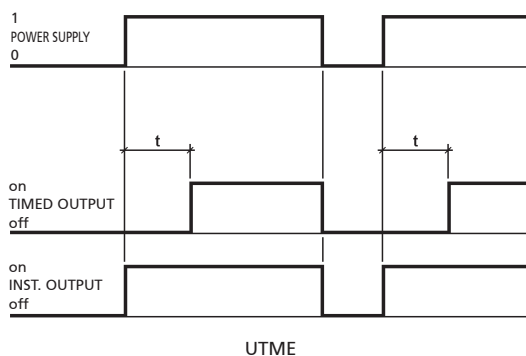 1
POWER SUPPLY
0
t
t
on
TIMED OUTPUT
off
on
INST. OUTPUT
off
UTME